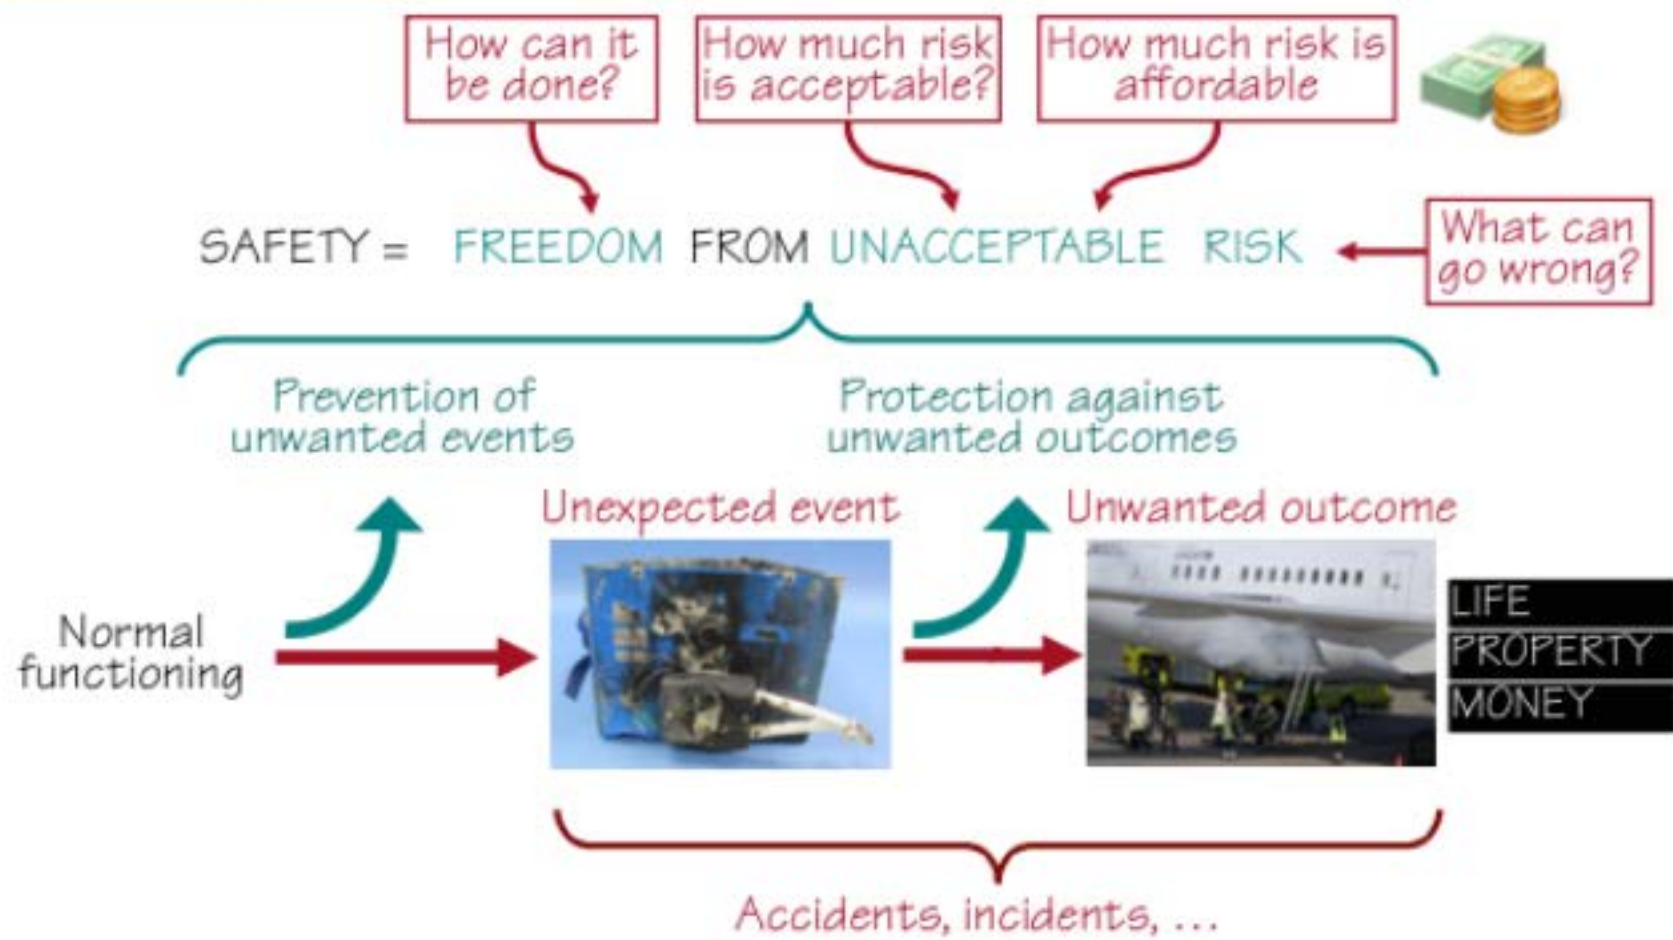 How can it
be done?
How much risk
is acceptable?
How much risk is
affordable
SAFETY = FREEDOM FROM UNACCEPTABLE RISK
What can
go wrong?
Prevention of
unwanted events
Protection against
unwanted outcomes
Unexpected event
Unwanted outcome
Normal
functioning
LIFE
PROPERTY
MONEY
Accidents, incidents, ...